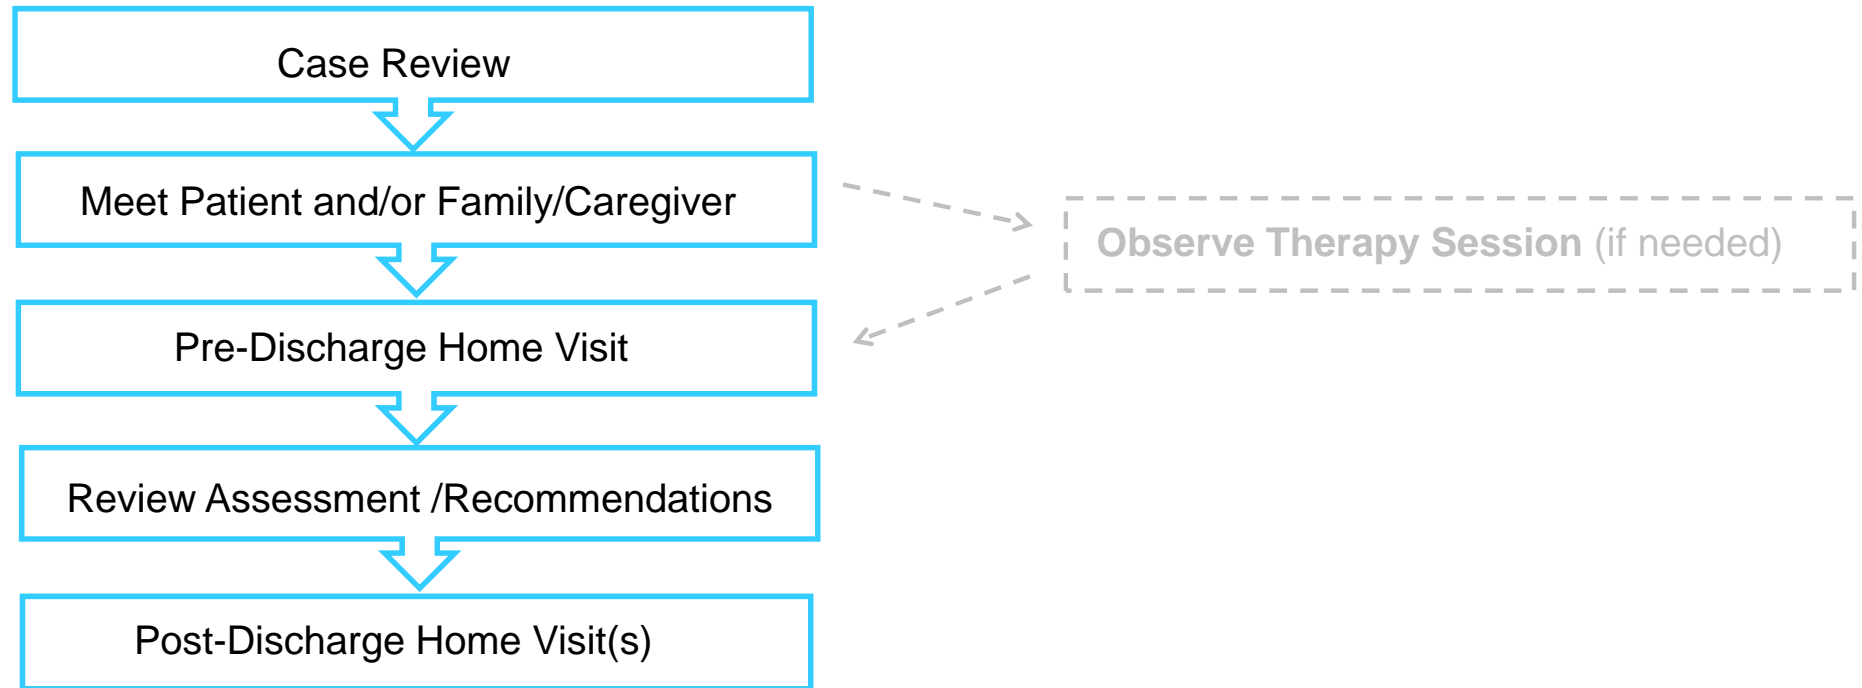 Case Review
Meet Patient and/or Family/Caregiver
Observe Therapy Session (if needed)
Pre-Discharge Home Visit
Review Assessment /Recommendations
Post-Discharge Home Visit(s)